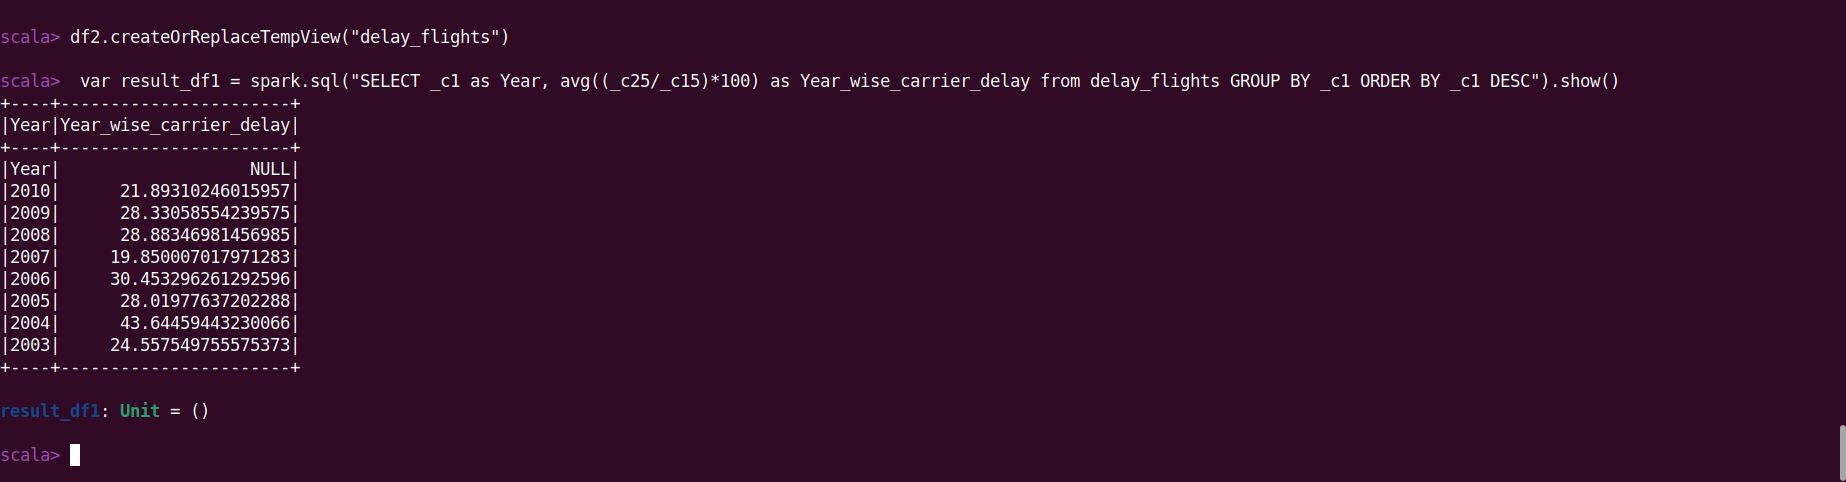 scala> df2.createOrReplaceTempView("delay_flights")
scala>  var result_df1 = spark.sql("SELECT _c1 as Year, avg((_c25/_c15)*100) as Year_wise_carrier_delay from delay_flights GROUP BY _c1 ORDER BY _c1 DESC").show()
+----+-----------------------+
|Year|Year_wise_carrier_delay|
+----+-----------------------+
|Year|                   NULL|
|2010|      21.89310246015957|
|2009|      28.33058554239575|
|2008|      28.88346981456985|
|2007|     19.850007017971283|
|2006|     30.453296261292596|
|2005|      28.01977637202288|
|2004|      43.64459443230066|
|2003|     24.557549755575373|
+----+-----------------------+
result_df1: Unit = ()
scala>